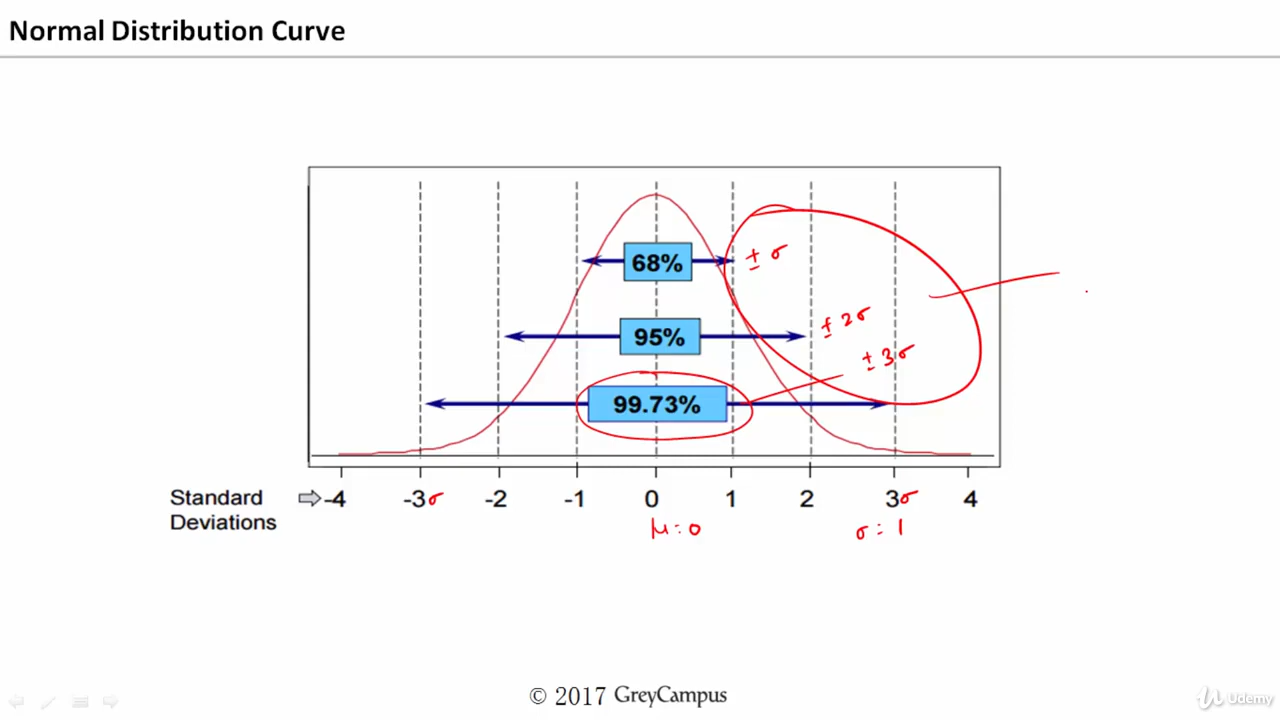 Normal Distribution Curve
68%
± σ
95%
± 2σ
± 3σ
99.73%
Standard Deviations
-4 -3σ -2 -1 0 1 2 3σ 4
μ = 0 σ = 1
© 2017 GreyCampus
Udemy